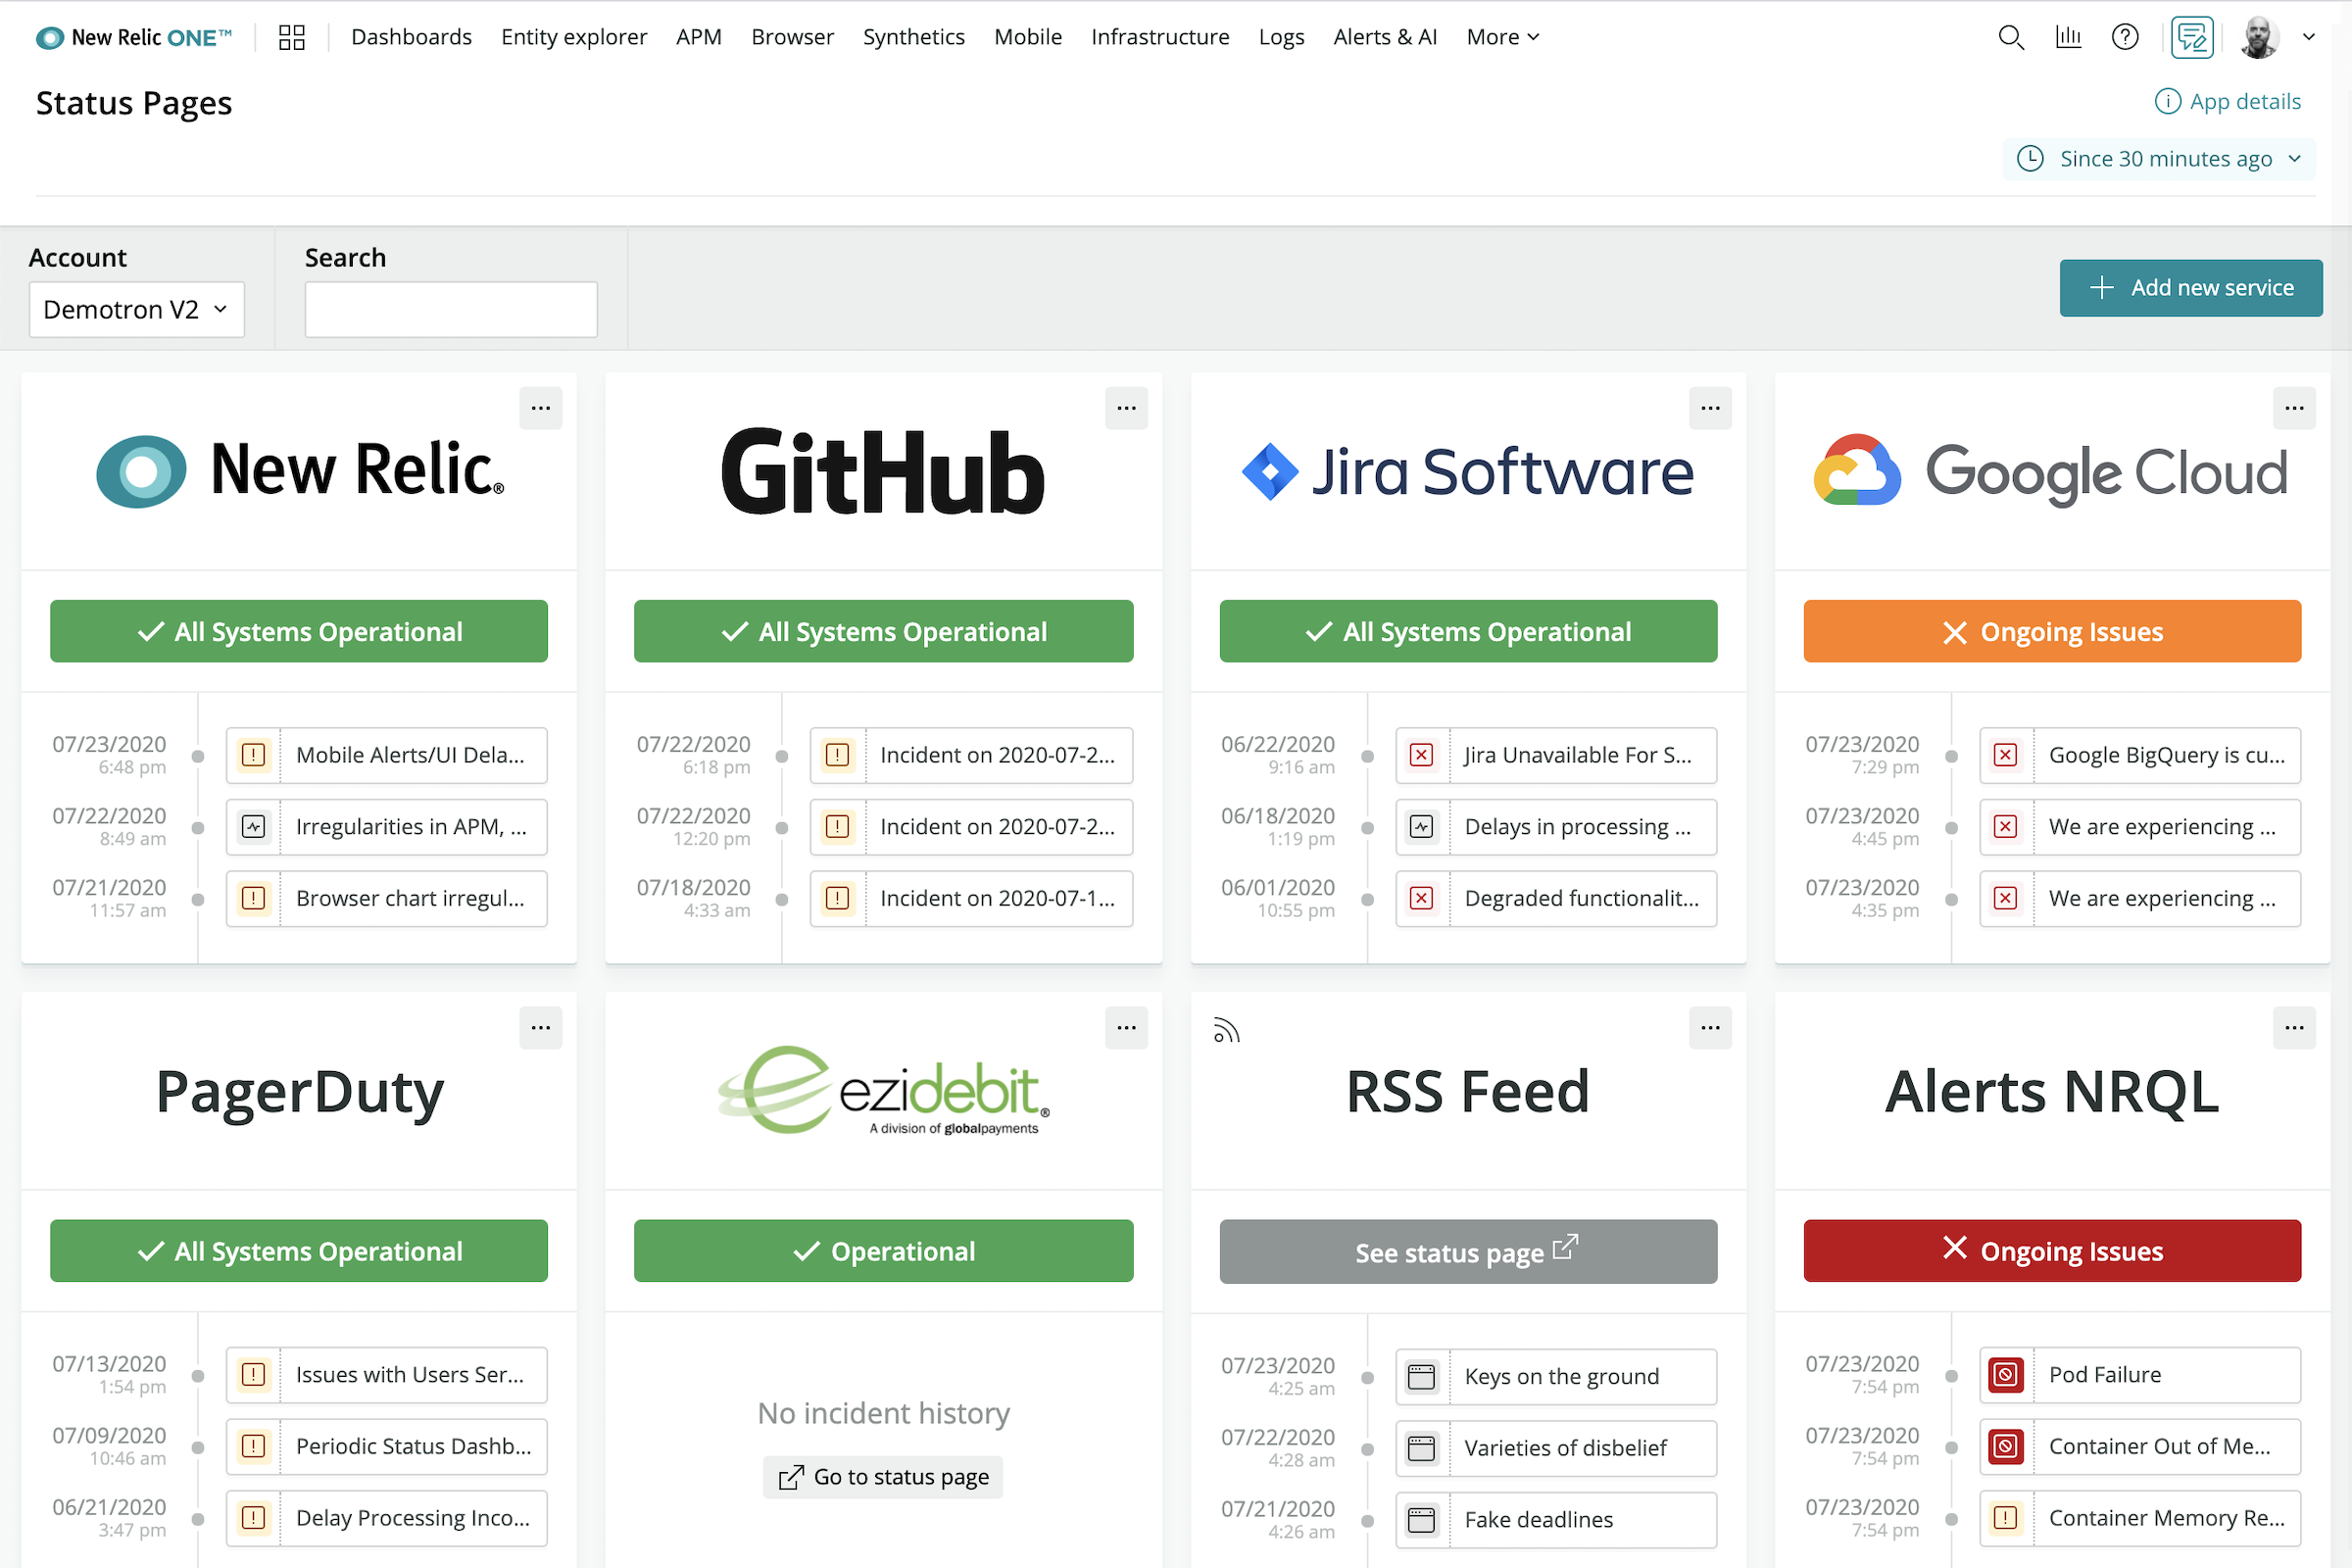 New Relic ONE™
Dashboards
Entity explorer
APM
Browser
Synthetics
Mobile
Infrastructure
Logs
Alerts & AI
More
Status Pages
App details
Since 30 minutes ago
Account
Search
Demotron V2
Add new service
New Relic®
All Systems Operational
07/23/2020
6:48 pm
Mobile Alerts/UI Dela...
07/22/2020
8:49 am
Irregularities in APM, ...
07/21/2020
11:57 am
Browser chart irregul...
GitHub
All Systems Operational
07/22/2020
6:18 pm
Incident on 2020-07-2...
07/22/2020
12:20 pm
Incident on 2020-07-2...
07/18/2020
4:33 am
Incident on 2020-07-1...
Jira Software
All Systems Operational
06/22/2020
9:16 am
Jira Unavailable For S...
06/18/2020
1:19 pm
Delays in processing ...
06/01/2020
10:55 pm
Degraded functionalit...
Google Cloud
Ongoing Issues
07/23/2020
7:29 pm
Google BigQuery is cu...
07/23/2020
4:45 pm
We are experiencing ...
07/23/2020
4:35 pm
We are experiencing ...
PagerDuty
All Systems Operational
07/13/2020
1:54 pm
Issues with Users Ser...
07/09/2020
10:46 am
Periodic Status Dashb...
06/21/2020
3:47 pm
Delay Processing Inco...
ezidebit®
A division of globalpayments
Operational
No incident history
Go to status page
RSS Feed
See status page
07/23/2020
4:25 am
Keys on the ground
07/22/2020
4:28 am
Varieties of disbelief
07/21/2020
4:26 am
Fake deadlines
Alerts NRQL
Ongoing Issues
07/23/2020
7:54 pm
Pod Failure
07/23/2020
7:54 pm
Container Out of Me...
07/23/2020
7:54 pm
Container Memory Re...